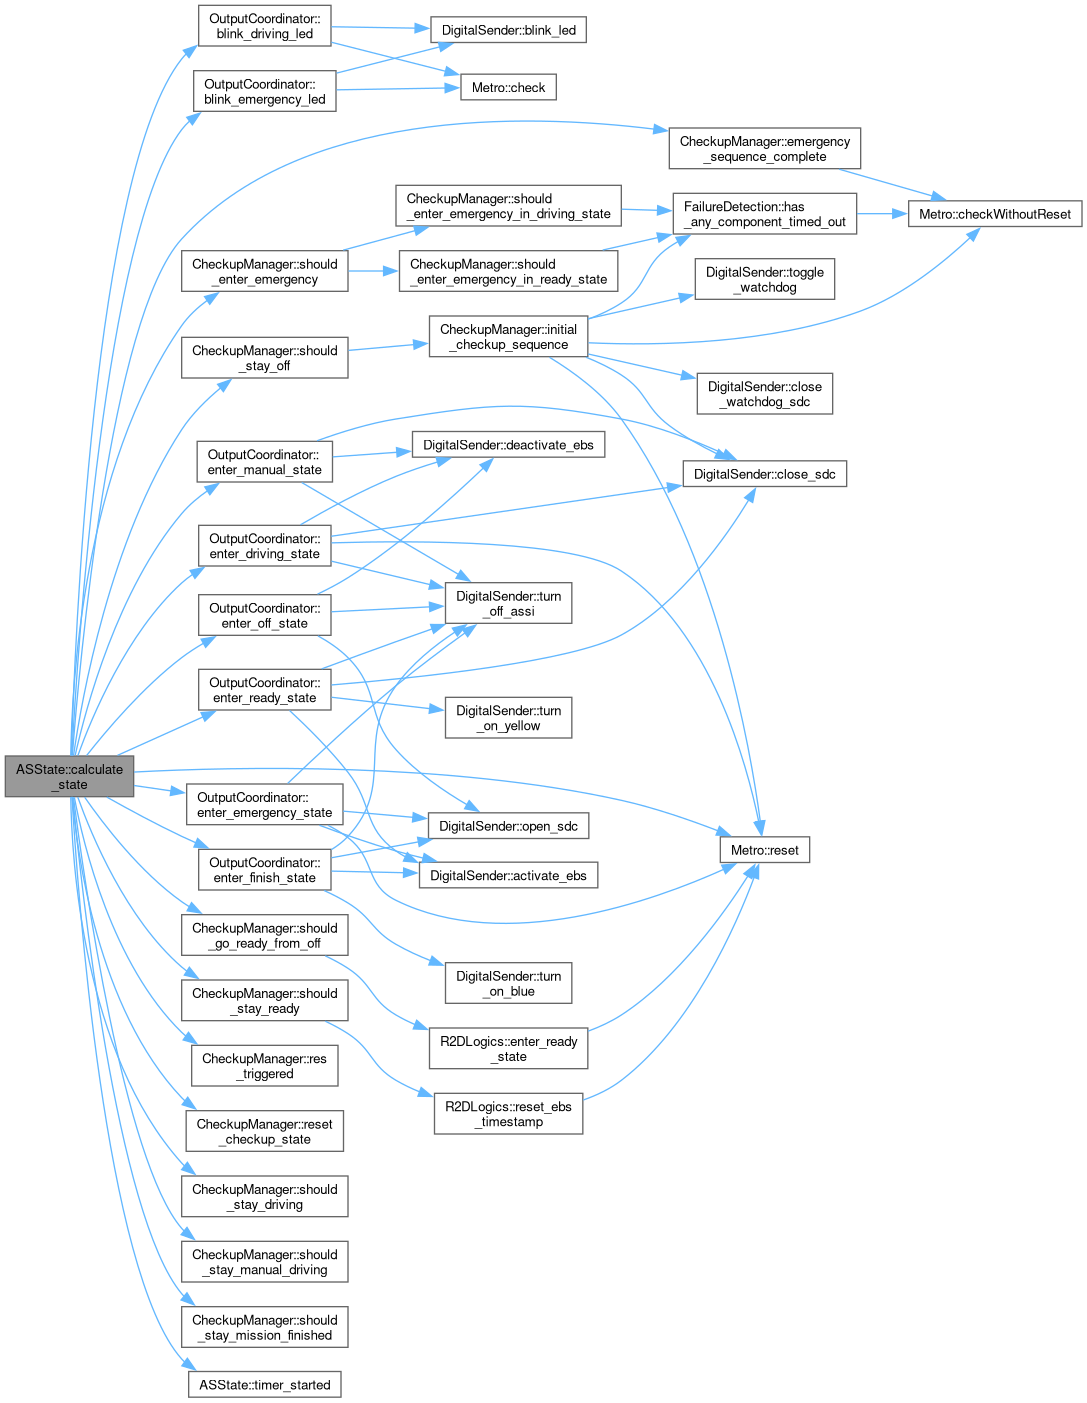 OutputCoordinator::
blink_driving_led
DigitalSender::blink_led
OutputCoordinator::
blink_emergency_led
Metro::check
CheckupManager::emergency
_sequence_complete
CheckupManager::should
_enter_emergency_in_driving_state
FailureDetection::has
_any_component_timed_out
Metro::checkWithoutReset
CheckupManager::should
_enter_emergency
CheckupManager::should
_enter_emergency_in_ready_state
DigitalSender::toggle
_watchdog
CheckupManager::should
_stay_off
CheckupManager::initial
_checkup_sequence
DigitalSender::close
_watchdog_sdc
OutputCoordinator::
enter_manual_state
DigitalSender::deactivate_ebs
DigitalSender::close_sdc
OutputCoordinator::
enter_driving_state
OutputCoordinator::
enter_off_state
DigitalSender::turn
_off_assi
OutputCoordinator::
enter_ready_state
DigitalSender::turn
_on_yellow
ASState::calculate
_state
OutputCoordinator::
enter_emergency_state
DigitalSender::open_sdc
Metro::reset
OutputCoordinator::
enter_finish_state
DigitalSender::activate_ebs
CheckupManager::should
_go_ready_from_off
DigitalSender::turn
_on_blue
CheckupManager::should
_stay_ready
R2DLogics::enter_ready
_state
CheckupManager::res
_triggered
R2DLogics::reset_ebs
_timestamp
CheckupManager::reset
_checkup_state
CheckupManager::should
_stay_driving
CheckupManager::should
_stay_manual_driving
CheckupManager::should
_stay_mission_finished
ASState::timer_started